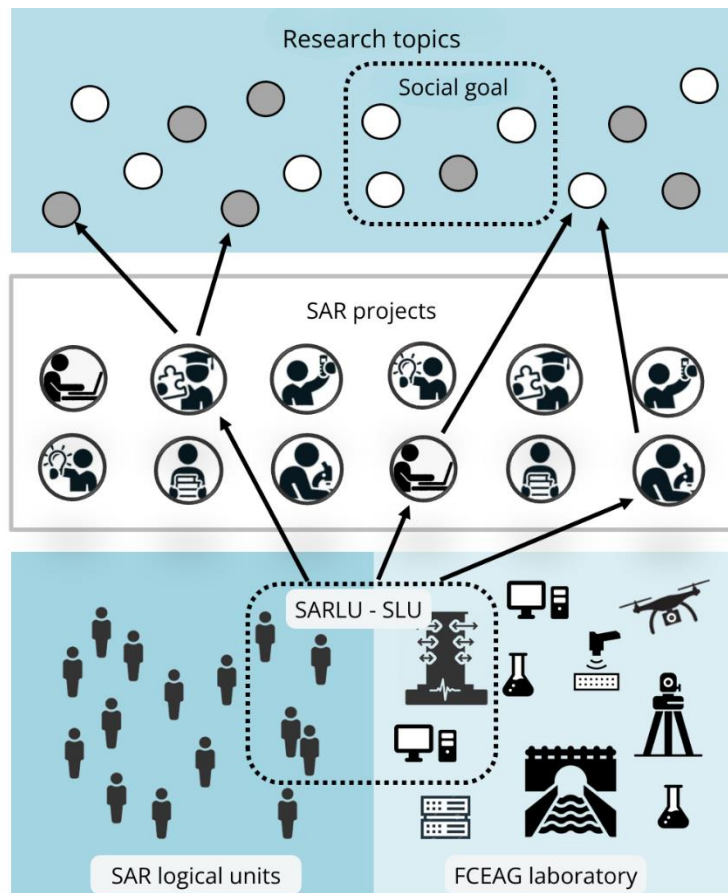 Research topics
Social goal
SAR projects
SARLU - SLU
SAR logical units
FCEAG laboratory